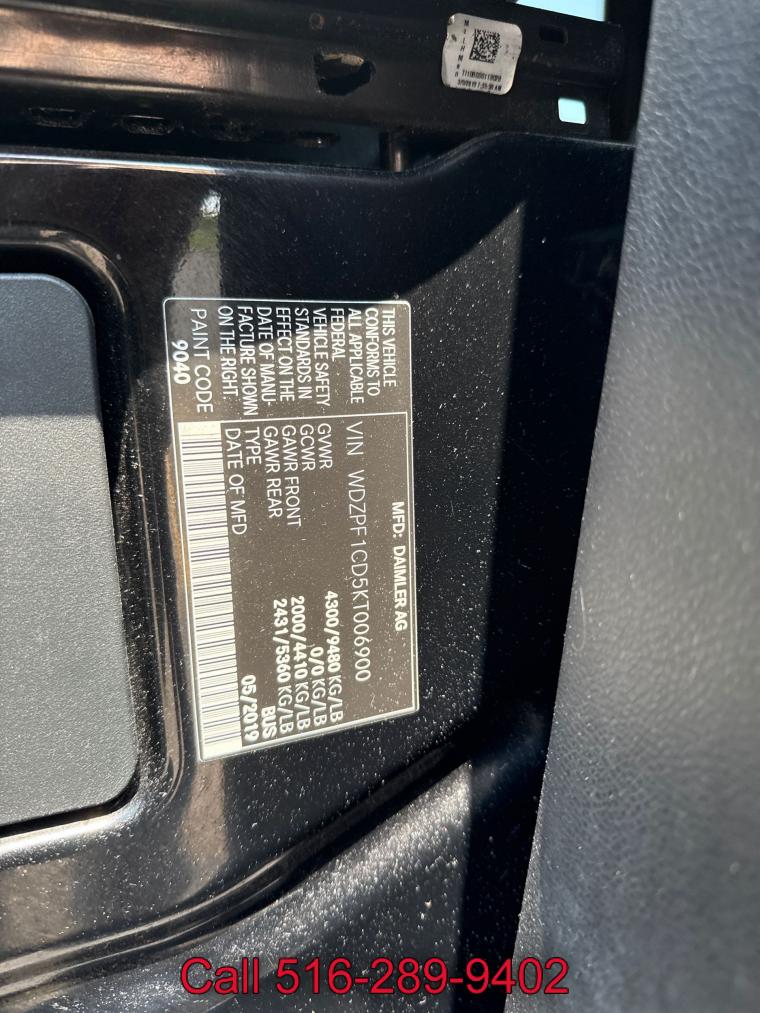 THIS VEHICLE
CONFORMS TO
ALL APPLICABLE
FEDERAL
VEHICLE SAFETY
STANDARDS IN
EFFECT ON THE
DATE OF MANU-
FACTURE SHOWN
ON THE RIGHT.
PAINT CODE
9040
MFD: DAIMLER AG
VIN WDZPF1CD5KT006900
GVWR 4300/9480 KG/LB
GCWR 0/0 KG/LB
GAWR FRONT 2000/4410 KG/LB
GAWR REAR 2431/5360 KG/LB
TYPE BUS
DATE OF MFD 05/2019
Call 516-289-9402